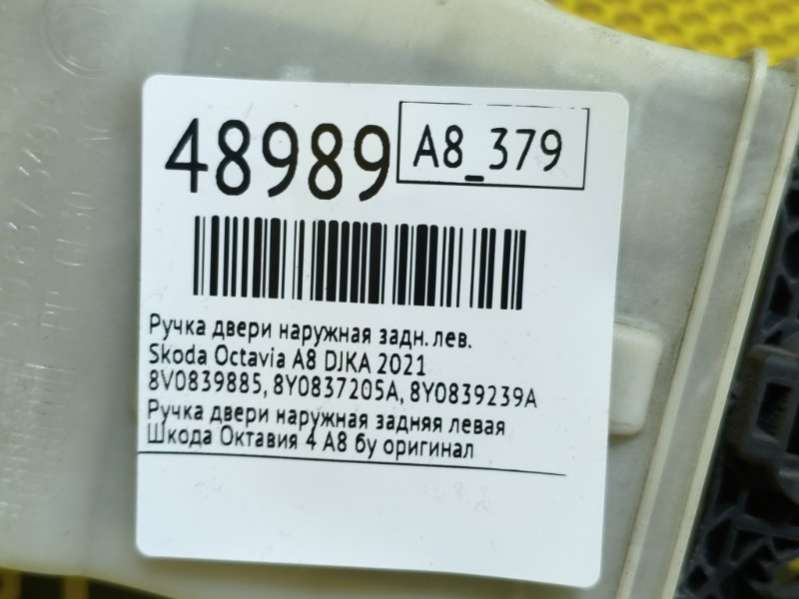 48989
A8_379
Ручка двери наружная задн. лев.
Skoda Octavia A8 DJKA 2021
8V0839885, 8Y0837205A, 8Y0839239A
Ручка двери наружная задняя левая
Шкода Октавия 4 А8 бу оригинал